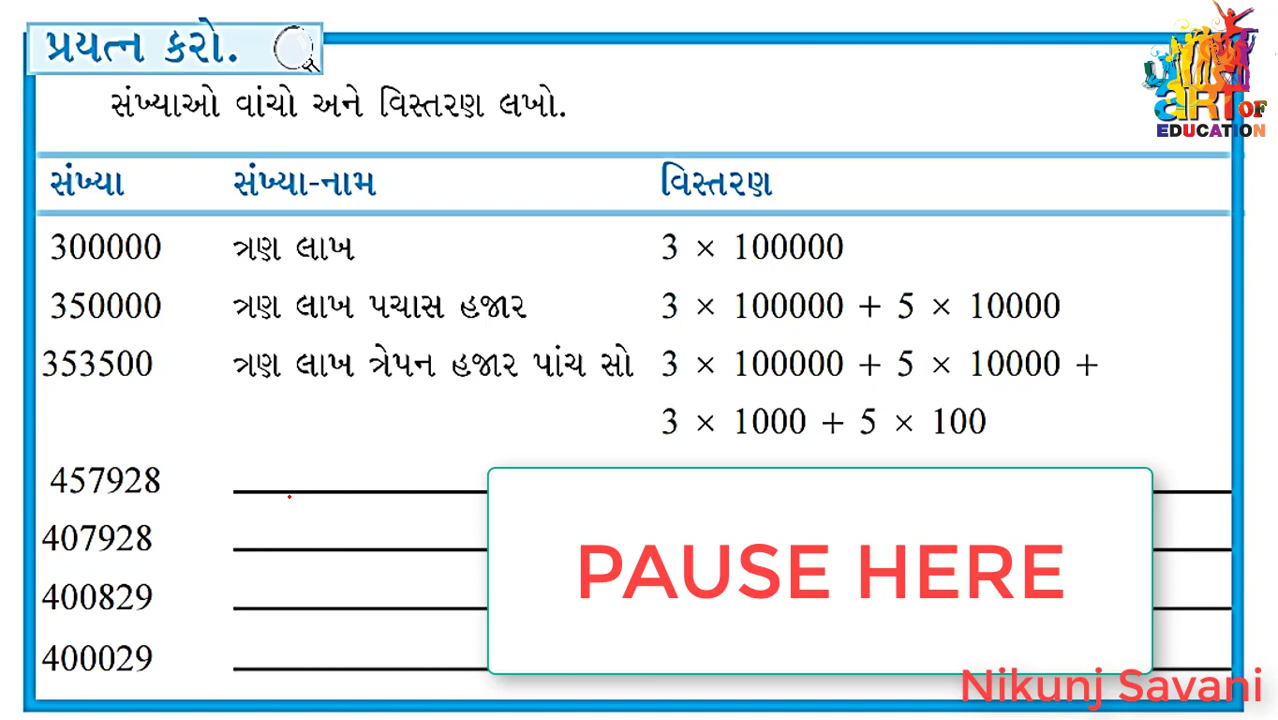 પ્રયત્ન કરો.
ART OF
EDUCATION
સંખ્યાઓ વાંચો અને વિસ્તરણ લખો.
સંખ્યા સંખ્યા-નામ વિસ્તરણ
300000 ત્રણ લાખ 3 × 100000
350000 ત્રણ લાખ પચાસ હજાર 3 × 100000 + 5 × 10000
353500 ત્રણ લાખ ત્રેપન હજાર પાંચ સો 3 × 100000 + 5 × 10000 +
3 × 1000 + 5 × 100
457928
407928
400829
400029
PAUSE HERE
Nikunj Savani